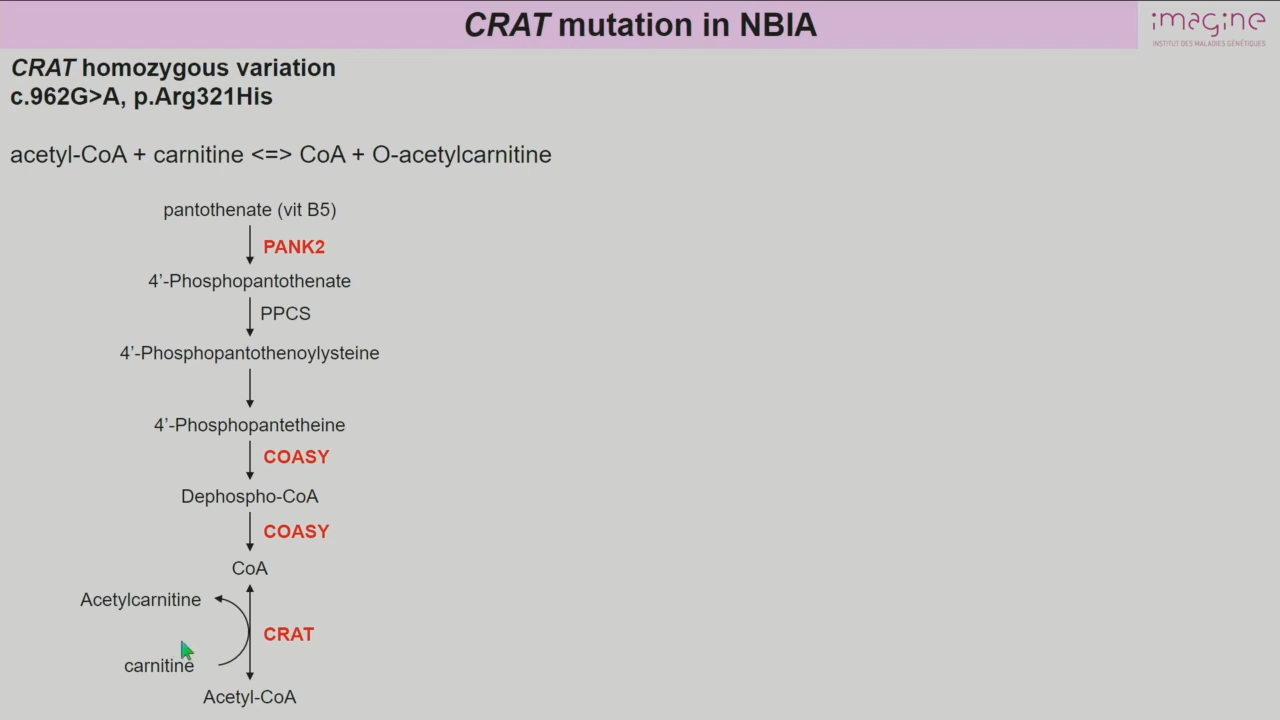 CRAT mutation in NBIA
imagine
INSTITUT DES MALADIES GÉNÉTIQUES
CRAT homozygous variation
c.962G>A, p.Arg321His
acetyl-CoA + carnitine <=> CoA + O-acetylcarnitine
pantothenate (vit B5)
PANK2
4’-Phosphopantothenate
PPCS
4’-Phosphopantothenoylysteine
4’-Phosphopantetheine
COASY
Dephospho-CoA
COASY
CoA
Acetylcarnitine
CRAT
carnitine
Acetyl-CoA